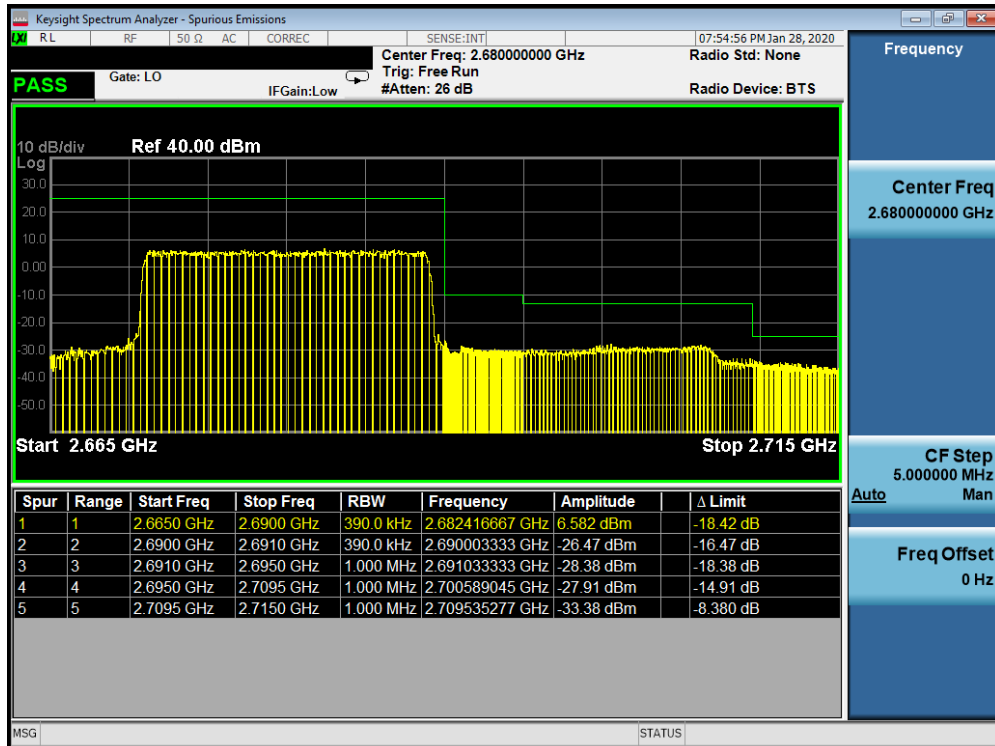 Keysight Spectrum Analyzer - Spurious Emissions
LXI RL RF 50 Ω AC CORREC SENSE:INT 07:54:56 PM Jan 28, 2020
Center Freq: 2.680000000 GHz Radio Std: None
PASS Gate: LO Trig: Free Run
IFGain:Low #Atten: 26 dB Radio Device: BTS
10 dB/div Ref 40.00 dBm
Log
30.0
20.0
10.0
0.00
-10.0
-20.0
-30.0
-40.0
-50.0
Start 2.665 GHz Stop 2.715 GHz
Spur Range Start Freq Stop Freq RBW Frequency Amplitude Δ Limit
1 1 2.6650 GHz 2.6900 GHz 390.0 kHz 2.682416667 GHz 6.582 dBm -18.42 dB
2 2 2.6900 GHz 2.6910 GHz 390.0 kHz 2.690003333 GHz -26.47 dBm -16.47 dB
3 3 2.6910 GHz 2.6950 GHz 1.000 MHz 2.691033333 GHz -28.38 dBm -18.38 dB
4 4 2.6950 GHz 2.7095 GHz 1.000 MHz 2.700589045 GHz -27.91 dBm -14.91 dB
5 5 2.7095 GHz 2.7150 GHz 1.000 MHz 2.709535277 GHz -33.38 dBm -8.380 dB
Frequency
Center Freq
2.680000000 GHz
CF Step
5.000000 MHz
Auto Man
Freq Offset
0 Hz
MSG STATUS